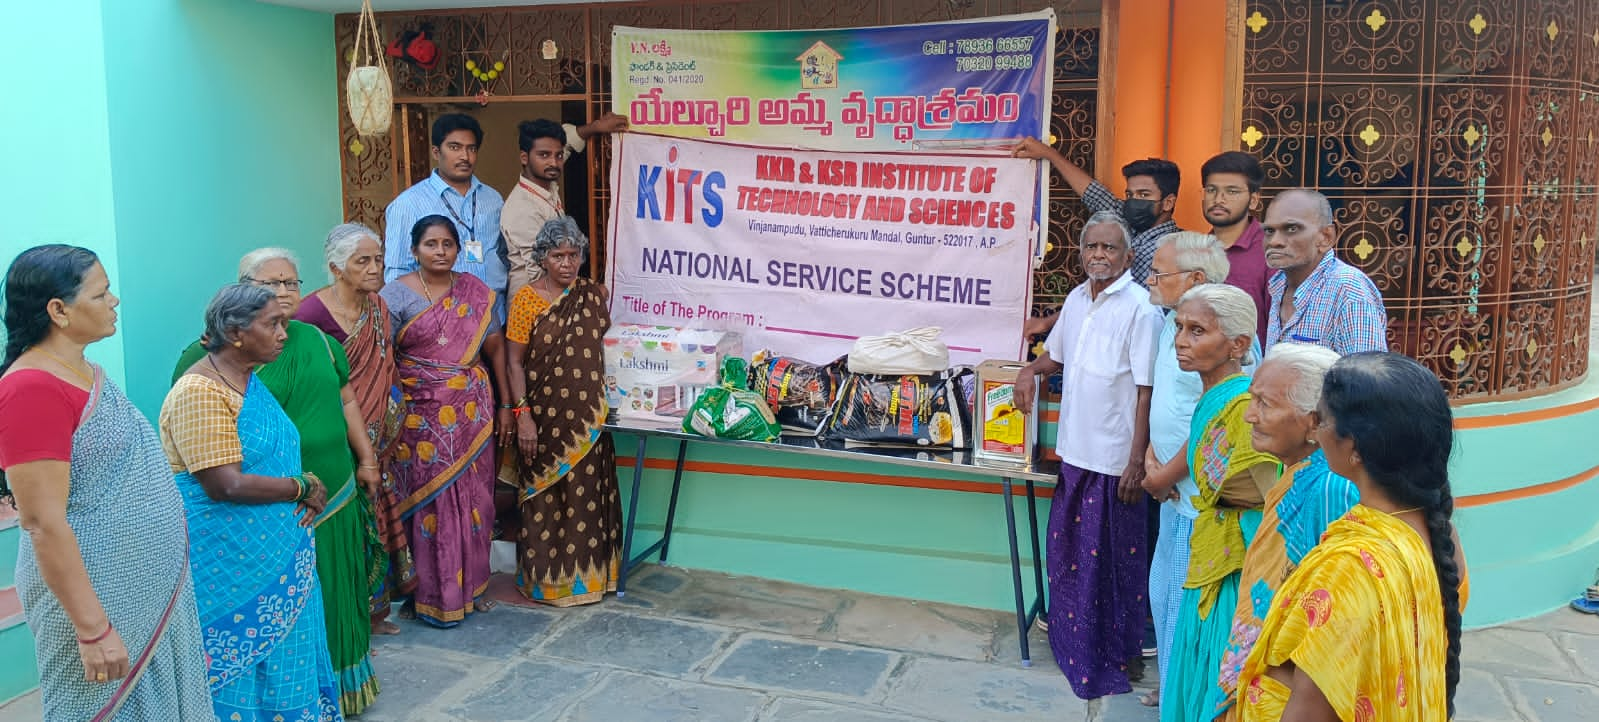 Y.N. లక్ష్మి
ఫౌండర్ & ప్రెసిడెంట్
Regd. No. 041/2020
Cell : 78936 66557
70320 99488
యేల్చూరి అమ్మ వృద్ధాశ్రమం
KITS
KKR & KSR INSTITUTE OF
TECHNOLOGY AND SCIENCES
Vinjanampudu, Vatticherukuru Mandal, Guntur - 522017, A.P.
NATIONAL SERVICE SCHEME
Title of The Program :
Lakshmi
Lakshmi